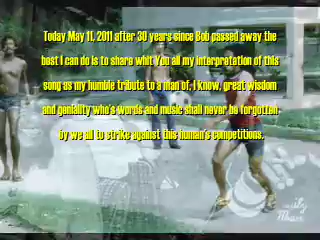 Today May 11, 2011 after 30 years since Bob passed away the
best I can do is to share whit You all my interpretation of this
song as my humble tribute to a man of, I know, great wisdom
and geniality who's words and music shall never be forgotten,
by we all to strike against this human's competitions.